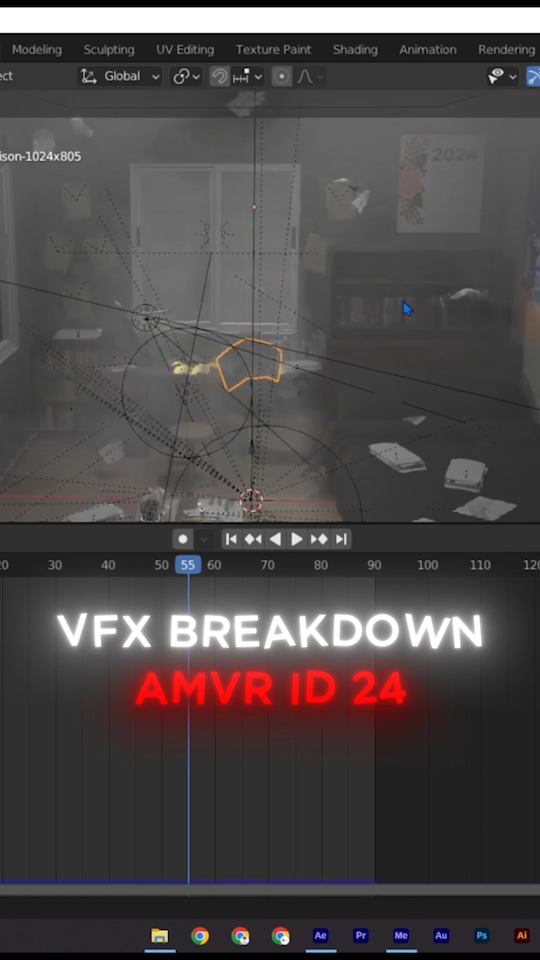 Modeling Sculpting UV Editing Texture Paint Shading Animation Rendering
ect Global
ison-1024x805
2024
20 30 40 50 55 60 70 80 90 100 110 120
VFX BREAKDOWN
AMVR ID 24
Ae Pr Me Au Ps Ai